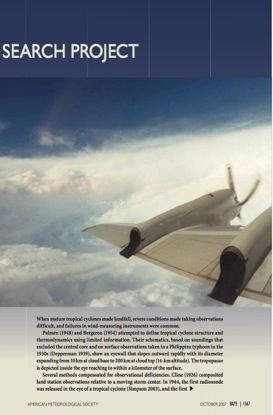 SEARCH PROJECT
When mature tropical cyclones made landfall, severe conditions made taking observations
difficult, and failures in wind-measuring instruments were common.
Palmén (1948) and Bergeron (1954) attempted to define tropical cyclone structure and
thermodynamics using limited information. Their schematics, based on soundings that
excluded the central core and on surface observations taken in a Philippine typhoon in the
1930s (Depperman 1939), show an eyewall that slopes outward rapidly with its diameter
expanding from 10 km at cloud base to 200 km at cloud top (14-km altitude). The tropopause
is depicted inside the eye reaching to within a kilometer of the surface.
Several methods compensated for observational deficiencies. Cline (1926) composited
land station observations relative to a moving storm center. In 1944, the first radiosonde
was released in the eye of a tropical cyclone (Simpson 2003), and the first ▶
AMERICAN METEOROLOGICAL SOCIETY
OCTOBER 2007 BAMS | 1567